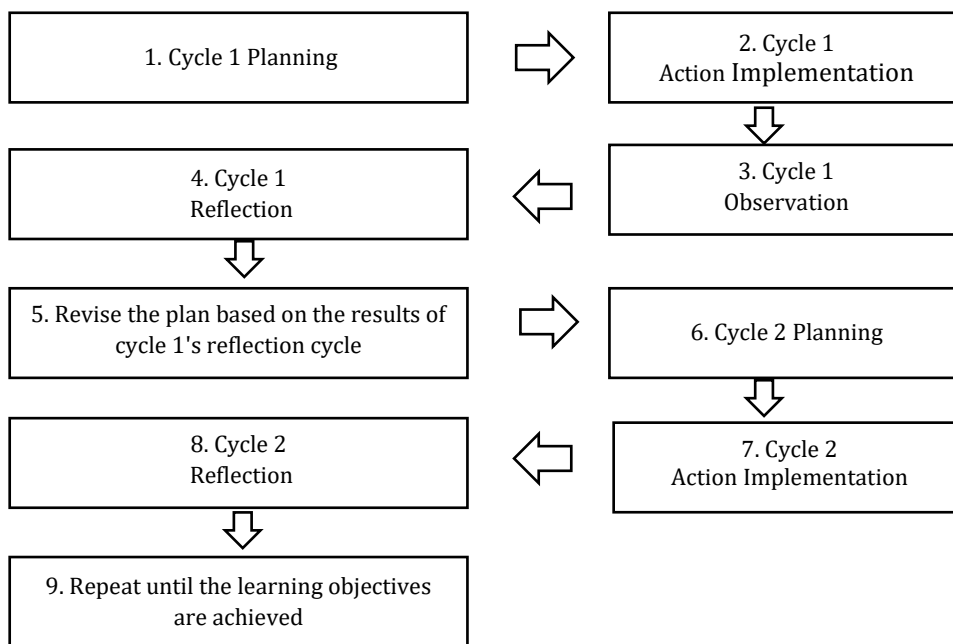 1. Cycle 1 Planning
2. Cycle 1
Action Implementation
3. Cycle 1
Observation
4. Cycle 1
Reflection
5. Revise the plan based on the results of
cycle 1's reflection cycle
6. Cycle 2 Planning
7. Cycle 2
Action Implementation
8. Cycle 2
Reflection
9. Repeat until the learning objectives
are achieved